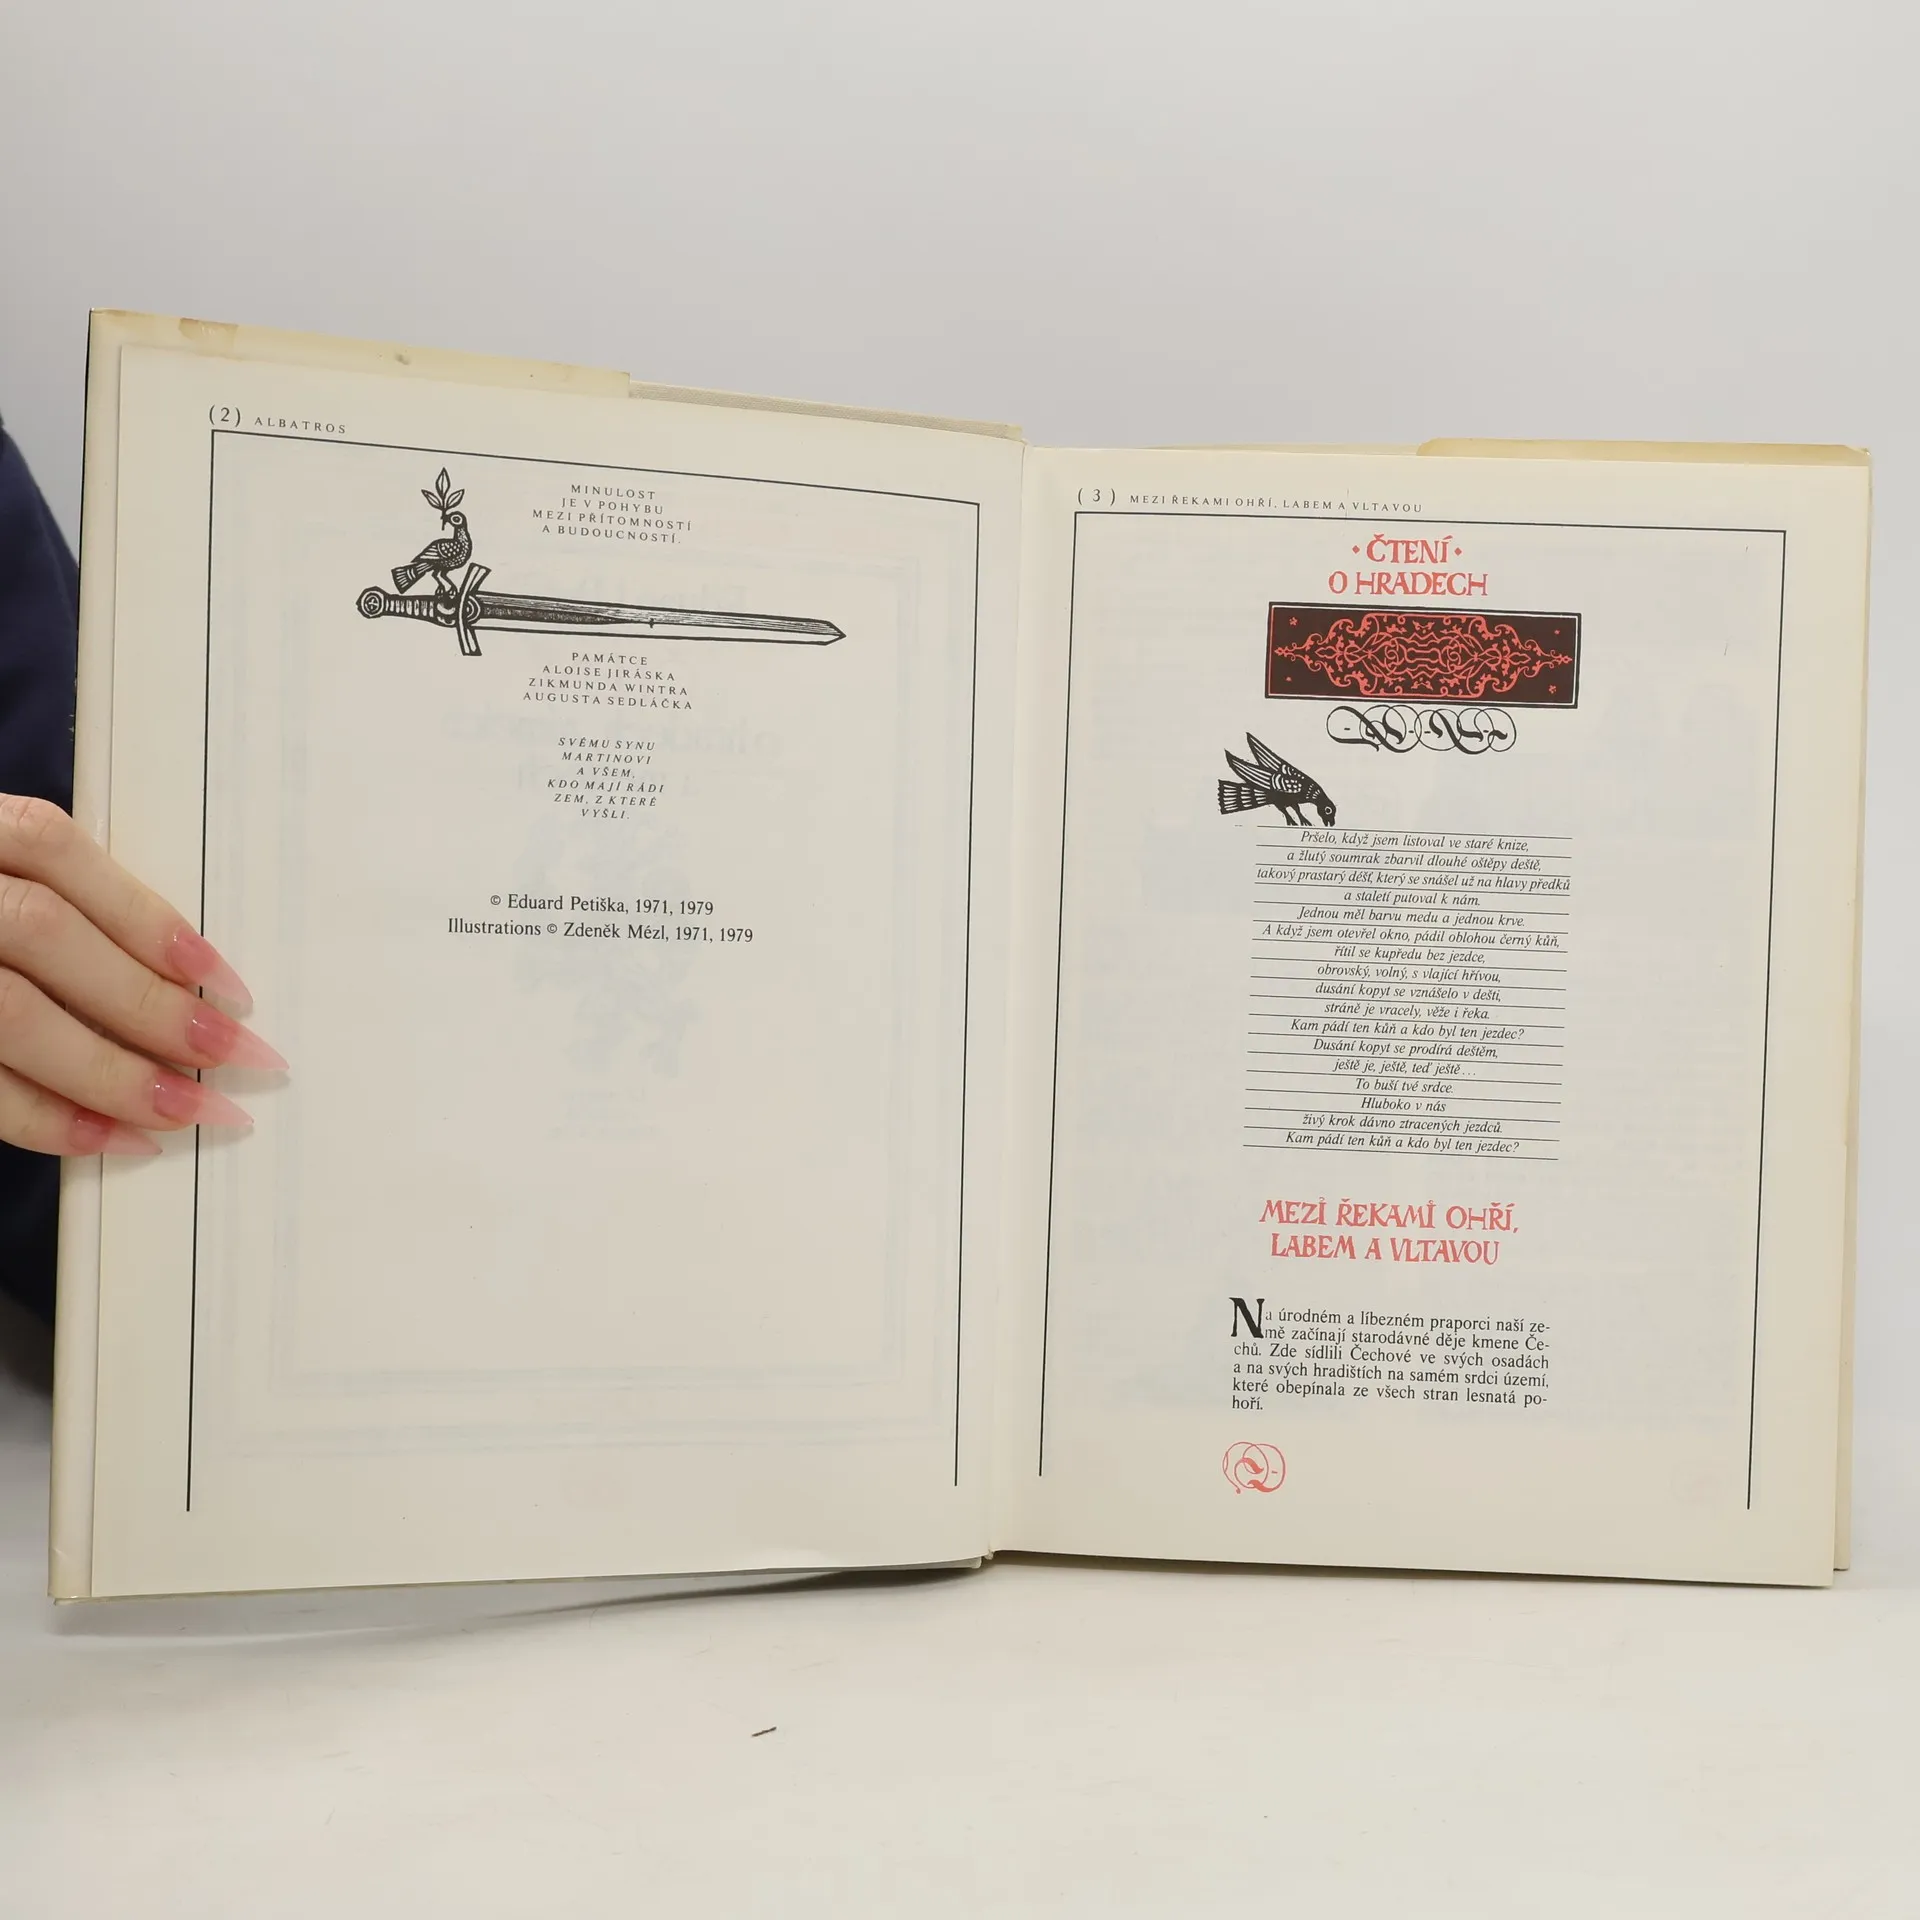 (2) ALBATROS
MINULOST
JE V POHYBU
MEZI PŘÍTOMNOSTÍ
A BUDOUCNOSTÍ.
PAMÁTCE
ALOISE JIRÁSKA
ZIKMUNDA WINTRA
AUGUSTA SEDLÁČKA
SVÉMU SYNU
MARTINOVI
A VŠEM,
KDO MAJÍ RÁDI
ZEM, Z KTERÉ
VYŠLI.
© Eduard Petiška, 1971, 1979
Illustrations © Zdeněk Mézl, 1971, 1979
(3) MEZI ŘEKAMI OHŘÍ, LABEM A VLTAVOU
• ČTENÍ •
O HRADECH
Pršelo, když jsem listoval ve staré knize,
a žlutý soumrak zbarvil dlouhé oštěpy deště,
takový prastarý déšť, který se snášel už na hlavy předků
a staletí putoval k nám.
Jednou měl barvu medu a jednou krve.
A když jsem otevřel okno, pádil oblohou černý kůň,
řítil se kupředu bez jezdce,
obrovský, volný, s vlající hřívou,
dusání kopyt se vznášelo v dešti,
stráně je vracely, věže i řeka.
Kam pádí ten kůň a kdo byl ten jezdec?
Dusání kopyt se prodírá deštěm,
ještě je, ještě, teď ještě...
To buší tvé srdce.
Hluboko v nás
živý krok dávno ztracených jezdců.
Kam pádí ten kůň a kdo byl ten jezdec?
MEZI ŘEKAMI OHŘÍ,
LABEM A VLTAVOU
Na úrodném a líbezném praporci naší ze-
mě začínají starodávné děje kmene Če-
chů. Zde sídlili Čechové ve svých osadách
a na svých hradištích na samém srdci území,
které obepínala ze všech stran lesnatá po-
hoří.